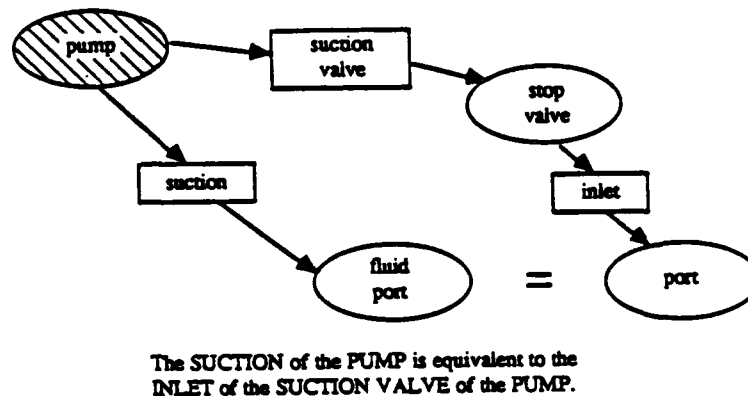 pump
suction
valve
stop
valve
suction
inlet
fluid
port
=
port
The SUCTION of the PUMP is equivalent to the
INLET of the SUCTION VALVE of the PUMP.